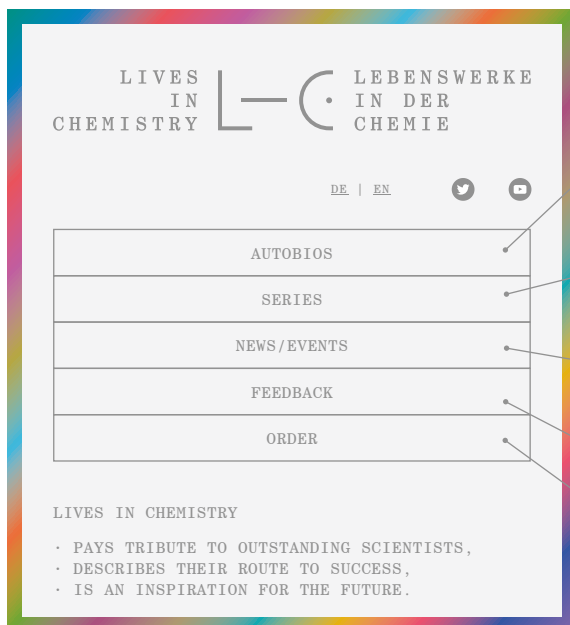 LIVES
IN
CHEMISTRY
LEBENSWERKE
IN DER
CHEMIE
DE | EN
AUTOBIOS
SERIES
NEWS/EVENTS
FEEDBACK
ORDER
LIVES IN CHEMISTRY
· PAYS TRIBUTE TO OUTSTANDING SCIENTISTS,
· DESCRIBES THEIR ROUTE TO SUCCESS,
· IS AN INSPIRATION FOR THE FUTURE.